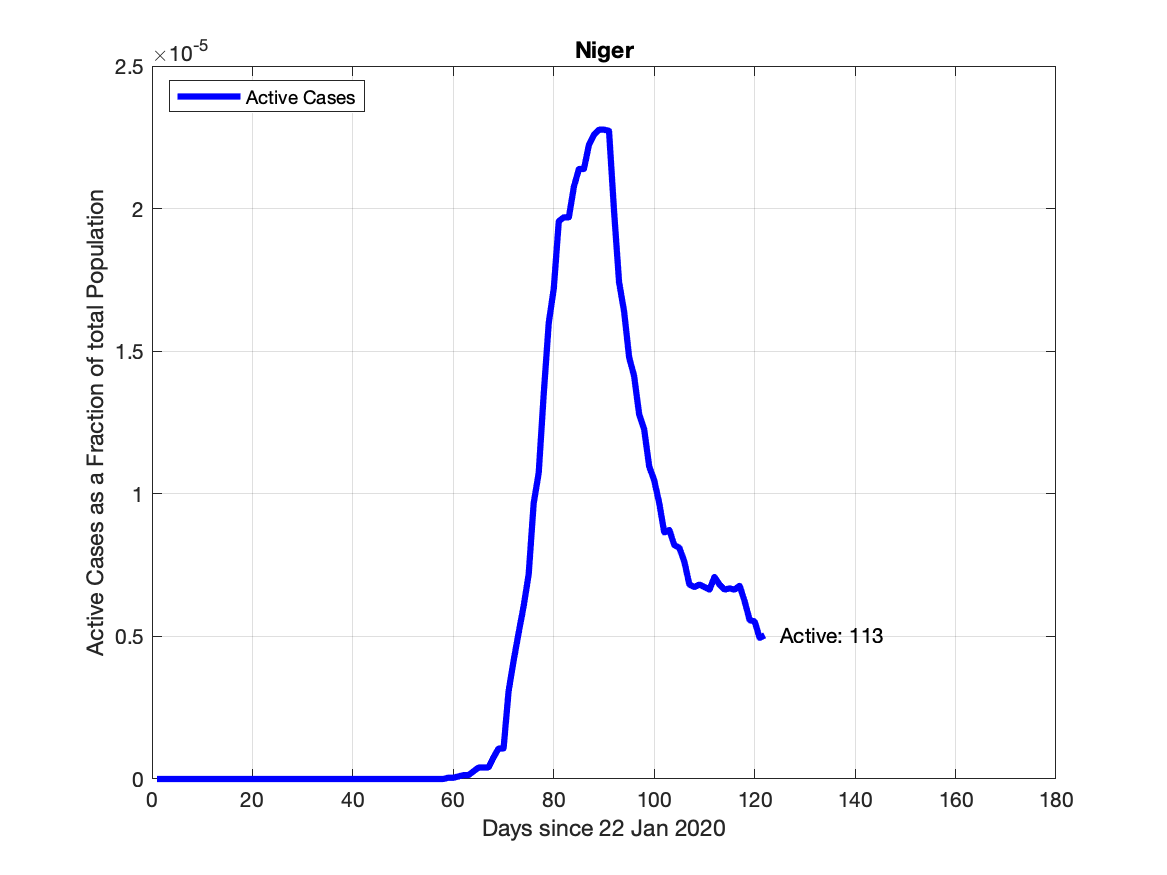 Niger
×10-5
2.5
2
1.5
1
0.5
0
Active Cases
Active: 113
0 20 40 60 80 100 120 140 160 180
Days since 22 Jan 2020
Active Cases as a Fraction of total Population